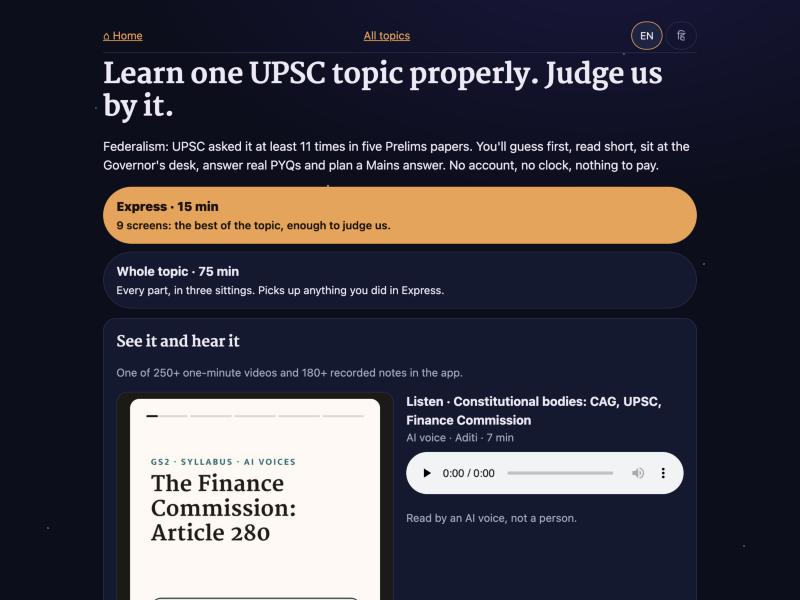 ⌂ Home
All topics
EN
हि
Learn one UPSC topic properly. Judge us
by it.
Federalism: UPSC asked it at least 11 times in five Prelims papers. You'll guess first, read short, sit at the
Governor's desk, answer real PYQs and plan a Mains answer. No account, no clock, nothing to pay.
Express · 15 min
9 screens: the best of the topic, enough to judge us.
Whole topic · 75 min
Every part, in three sittings. Picks up anything you did in Express.
See it and hear it
One of 250+ one-minute videos and 180+ recorded notes in the app.
GS2 · SYLLABUS · AI VOICES
The Finance
Commission:
Article 280
Listen · Constitutional bodies: CAG, UPSC,
Finance Commission
AI voice · Aditi · 7 min
0:00 / 0:00
Read by an AI voice, not a person.